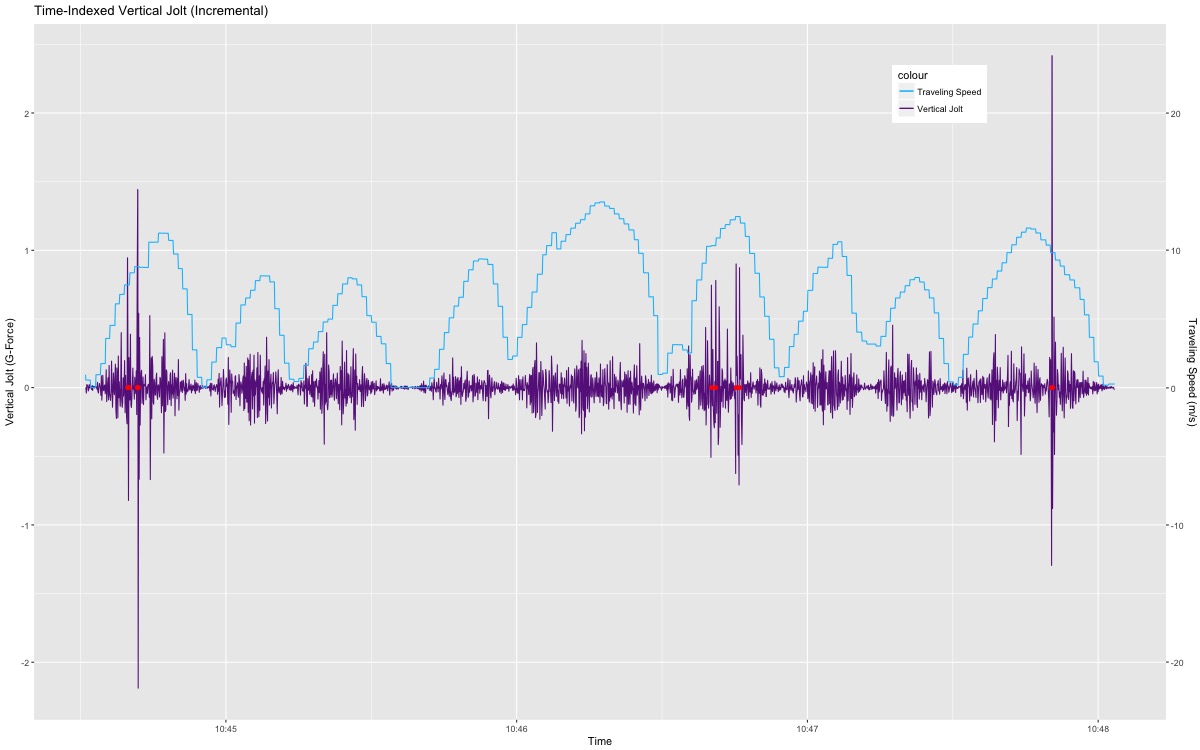 Time-Indexed Vertical Jolt (Incremental)
colour
Traveling Speed
Vertical Jolt
2
1
0
-1
-2
Vertical Jolt (G-Force)
20
10
0
-10
-20
Traveling Speed (m/s)
10:45
10:46
10:47
10:48
Time